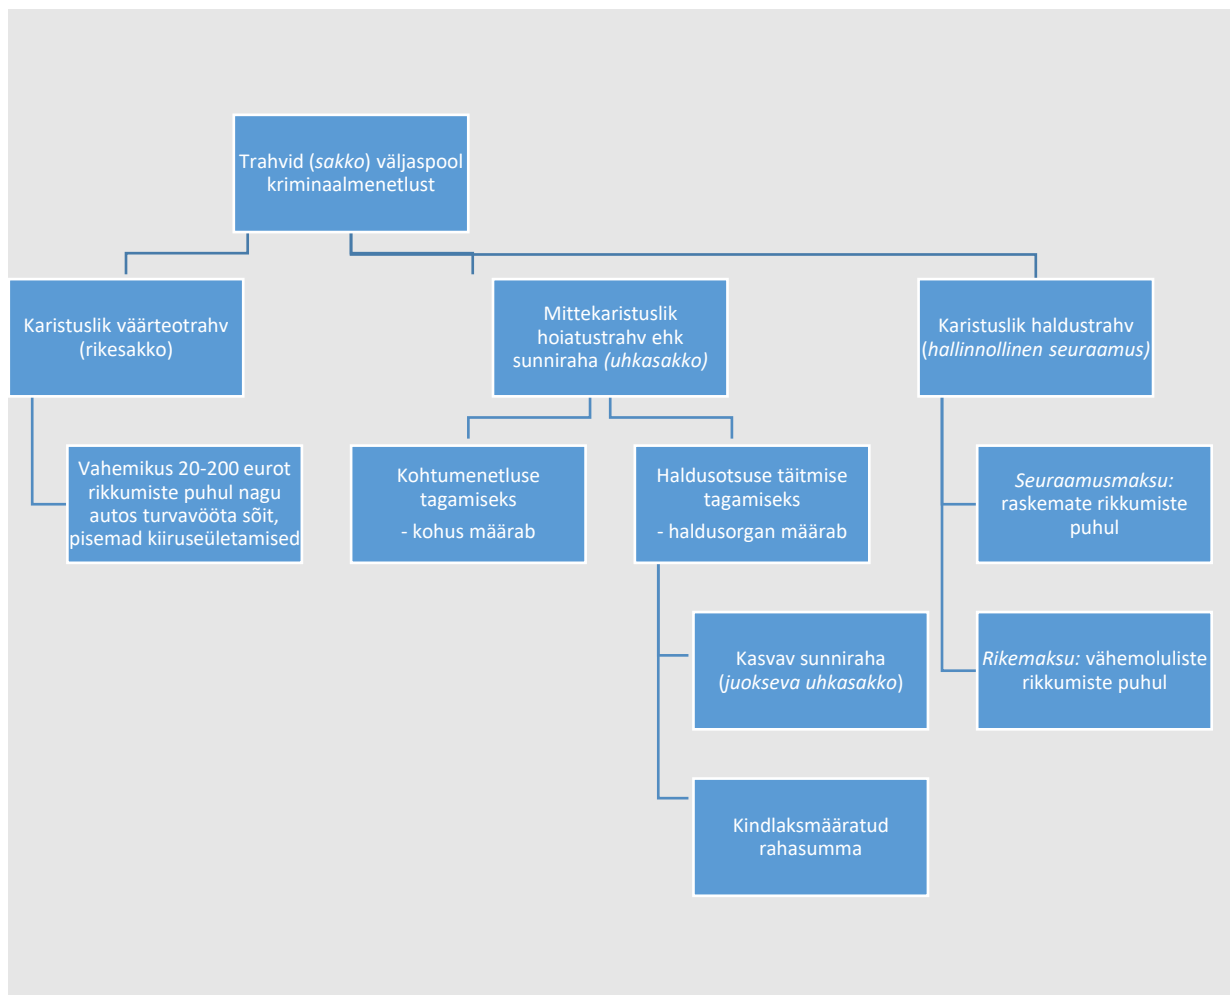 Trahvid (sakko) väljaspool
kriminaalmenetlust
Karistuslik väärteotrahv
(rikesakko)
Mittekaristuslik
hoiatustrahv ehk
sunniraha (uhkasakko)
Karistuslik haldustrahv
(hallinnollinen seuraamus)
Vahemikus 20-200 eurot
rikkumiste puhul nagu
autos turvavööta sõit,
pisemad kiiruseületamised
Kohtumenetluse
tagamiseks
- kohus määrab
Haldusotsuse täitmise
tagamiseks
- haldusorgan määrab
Kasvav sunniraha
(juokseva uhkasakko)
Kindlaksmääratud
rahasumma
Seuraamusmaksu:
raskemate rikkumiste
puhul
Rikemaksu: vähemoluliste
rikkumiste puhul